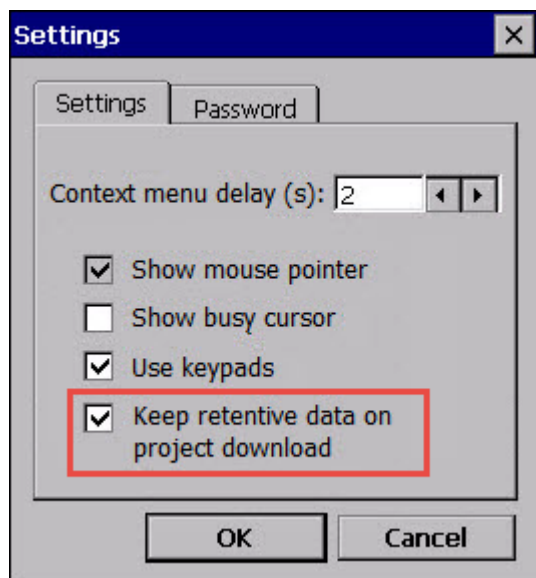 Settings
Settings
Password
Context menu delay (s): 2
Show mouse pointer
Show busy cursor
Use keypads
Keep retentive data on
project download
OK
Cancel